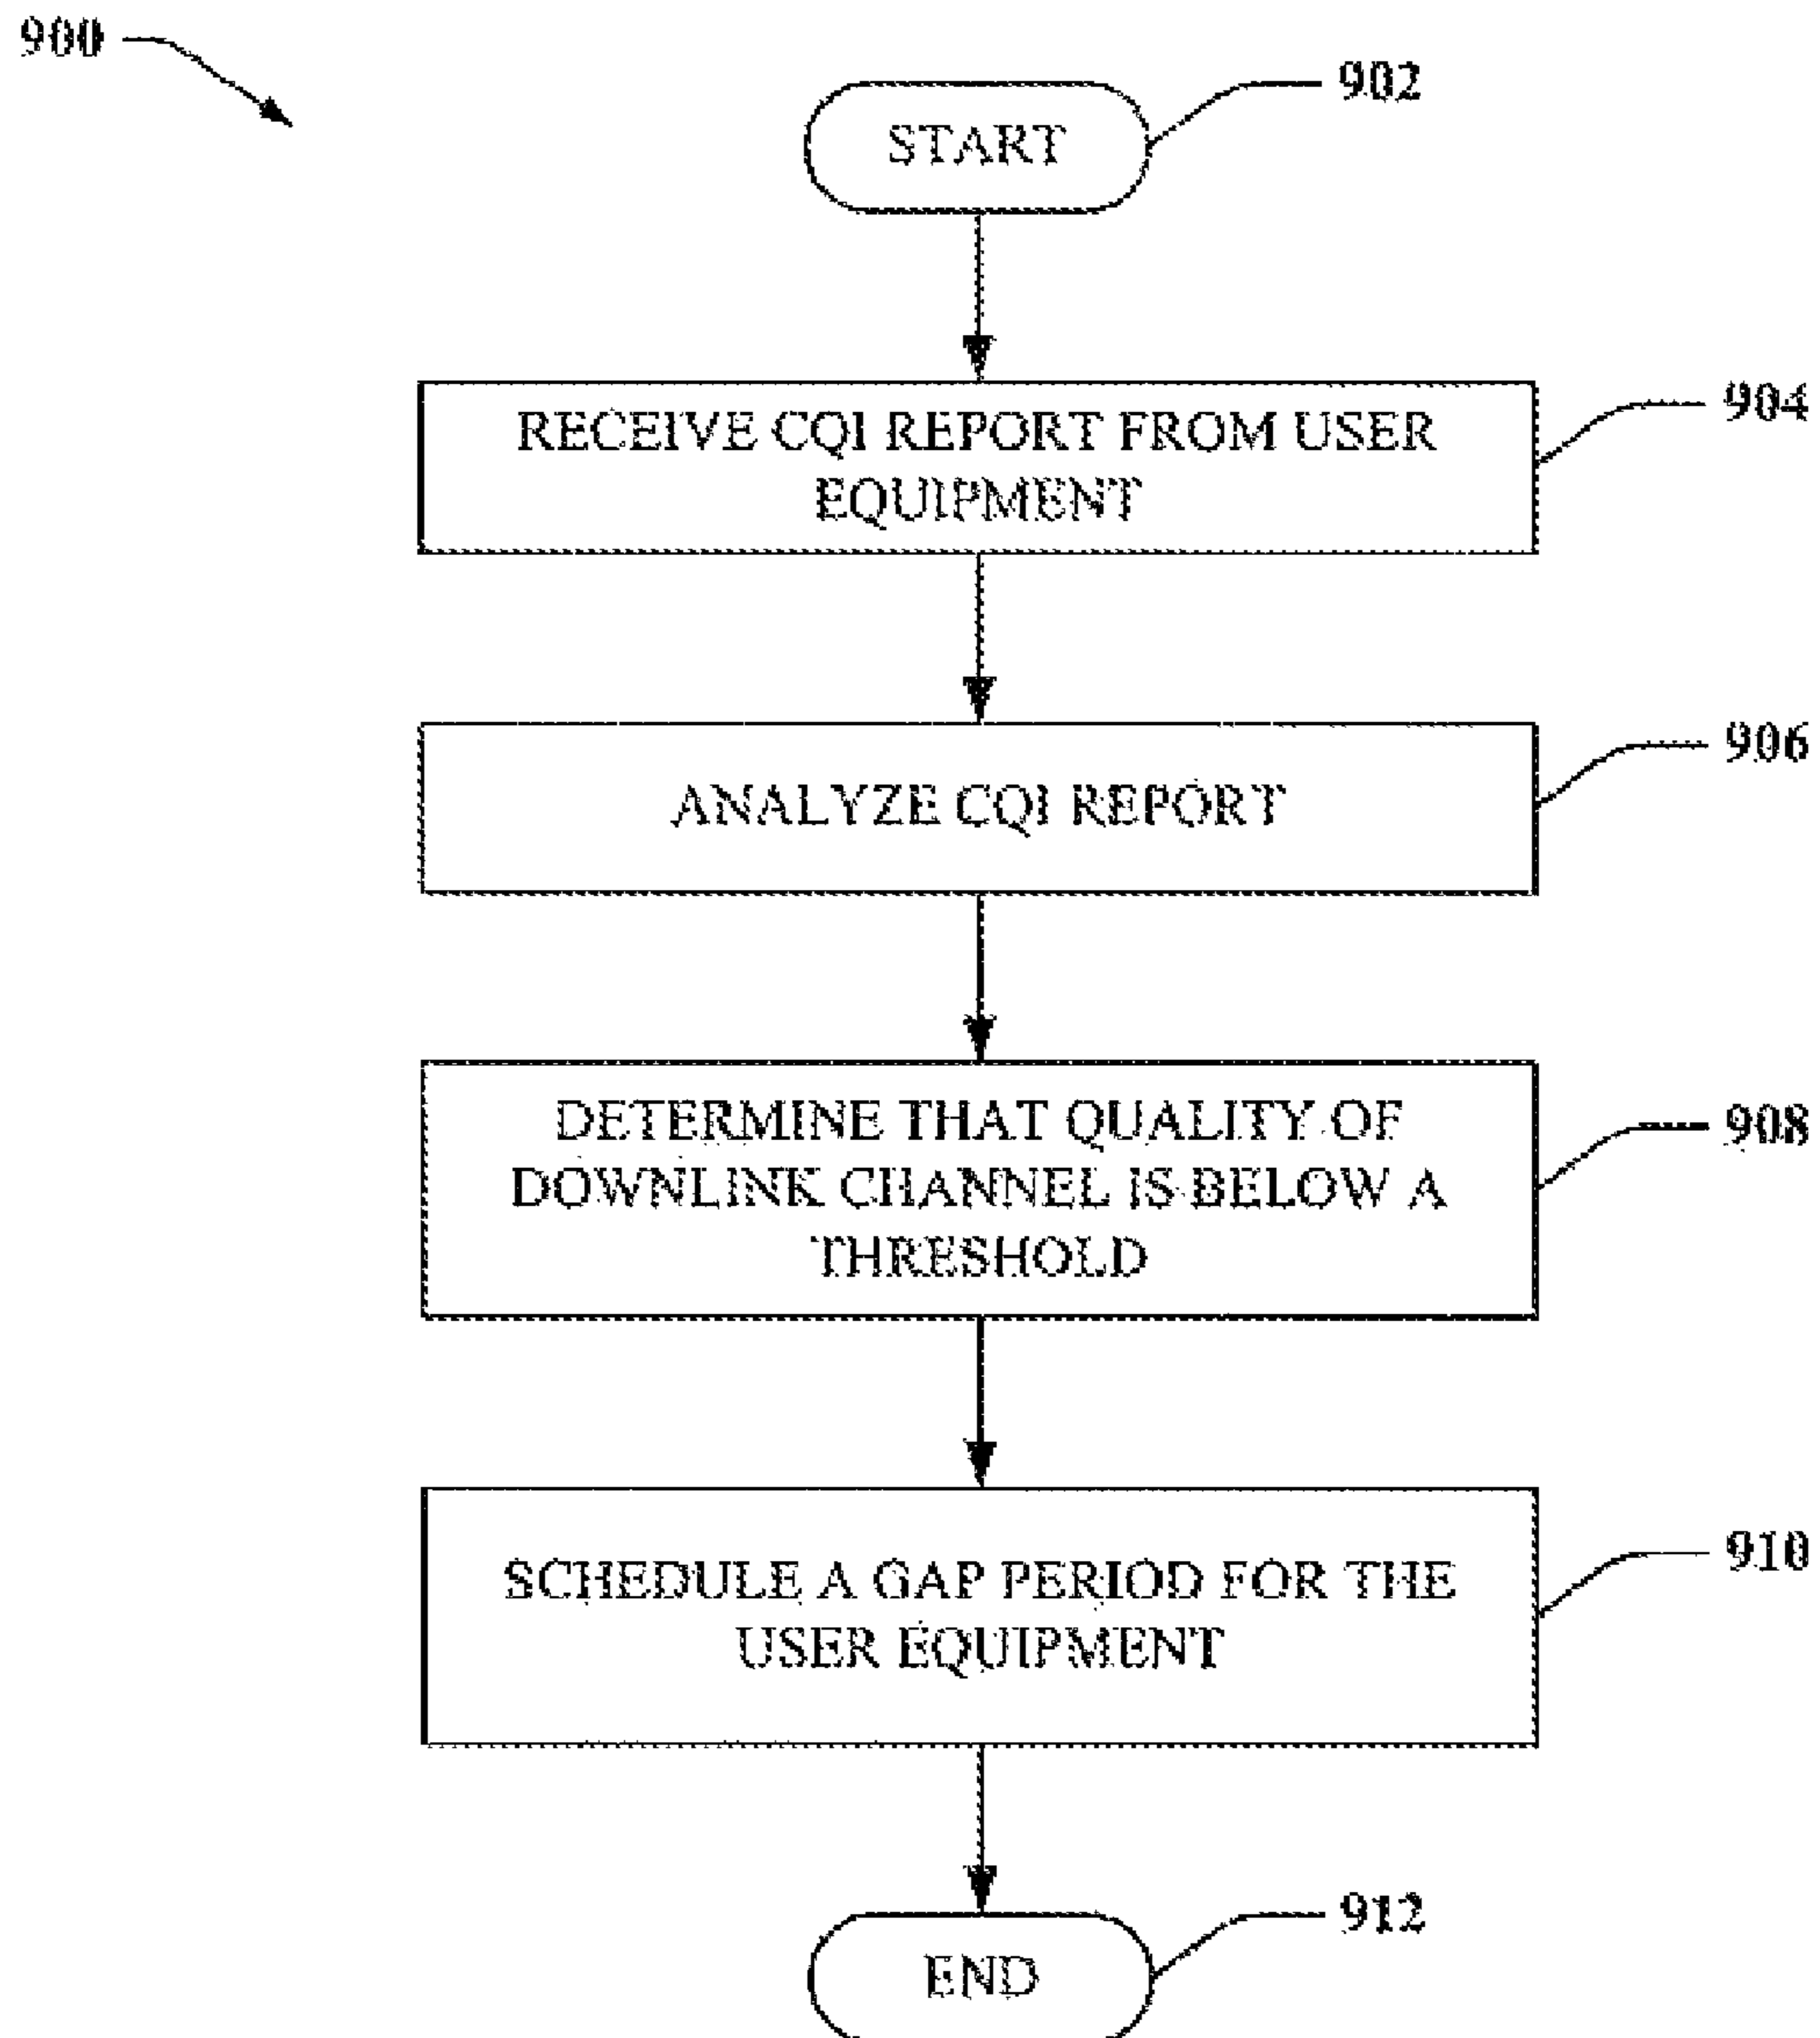 900
902
START
RECEIVE CQI REPORT FROM USER
EQUIPMENT
904
ANALYZE CQI REPORT
906
DETERMINE THAT QUALITY OF
DOWNLINK CHANNEL IS BELOW A
THRESHOLD
908
SCHEDULE A GAP PERIOD FOR THE
USER EQUIPMENT
910
912
END